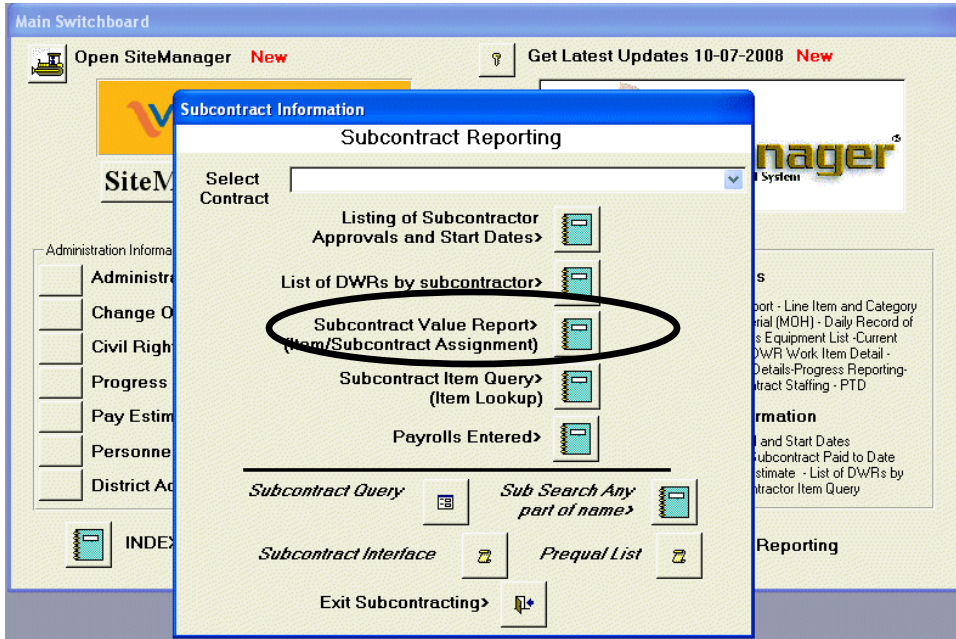 Main Switchboard
Open SiteManager New
Get Latest Updates 10-07-2008 New
nager®
System
SiteM
Subcontract Information
Subcontract Reporting
Select
Contract
Listing of Subcontractor
Approvals and Start Dates>
List of DWRs by subcontractor>
Subcontract Value Report>
(Item/Subcontract Assignment)
Subcontract Item Query>
(Item Lookup)
Payrolls Entered>
Subcontract Query
Sub Search Any
part of name>
Subcontract Interface
Prequal List
Exit Subcontracting>
Administration Informa
Administra
Change O
Civil Righ
Progress
Pay Estim
Personne
District Ad
INDEX
s
ort - Line Item and Category
erial (MOH) - Daily Record of
s Equipment List -Current
DWR Work Item Detail -
Details-Progress Reporting-
tract Staffing - PTD
rmation
l and Start Dates
Subcontract Paid to Date
stimate - List of DWRs by
ntractor Item Query
Reporting